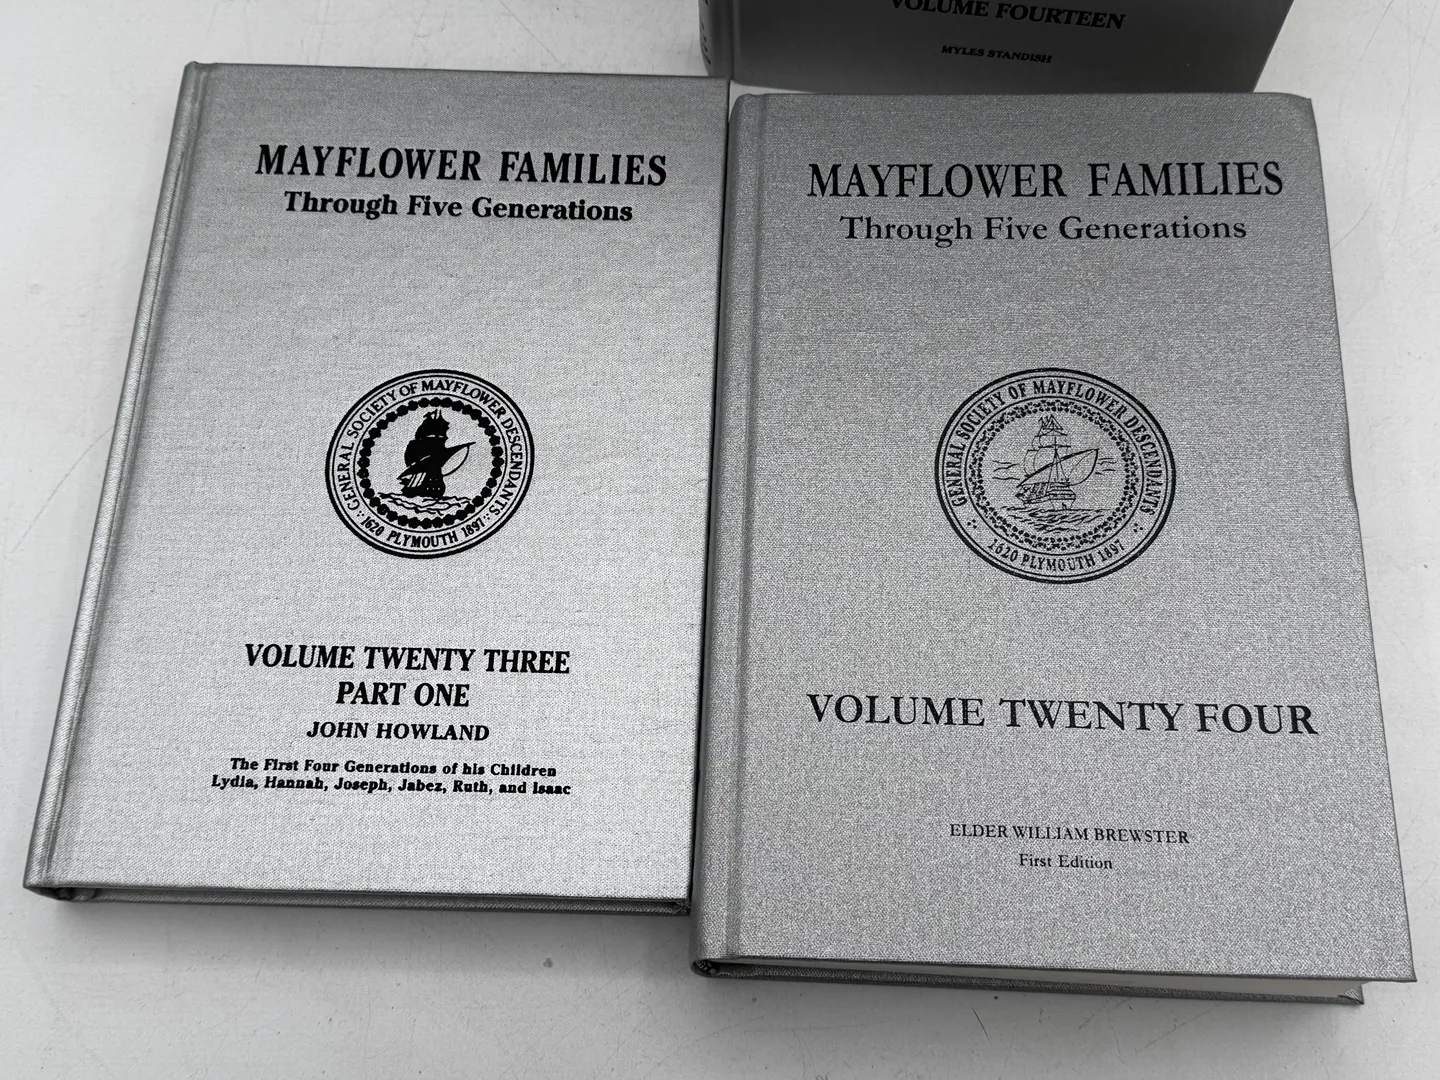 VOLUME FOURTEEN
MYLES STANDISH
MAYFLOWER FAMILIES
Through Five Generations
GENERAL SOCIETY OF MAYFLOWER DESCENDANTS
1620 PLYMOUTH 1897
VOLUME TWENTY THREE
PART ONE
JOHN HOWLAND
The First Four Generations of his Children
Lydia, Hannah, Joseph, Jabez, Ruth, and Isaac
MAYFLOWER FAMILIES
Through Five Generations
GENERAL SOCIETY OF MAYFLOWER DESCENDANTS
1620 PLYMOUTH 1897
VOLUME TWENTY FOUR
ELDER WILLIAM BREWSTER
First Edition